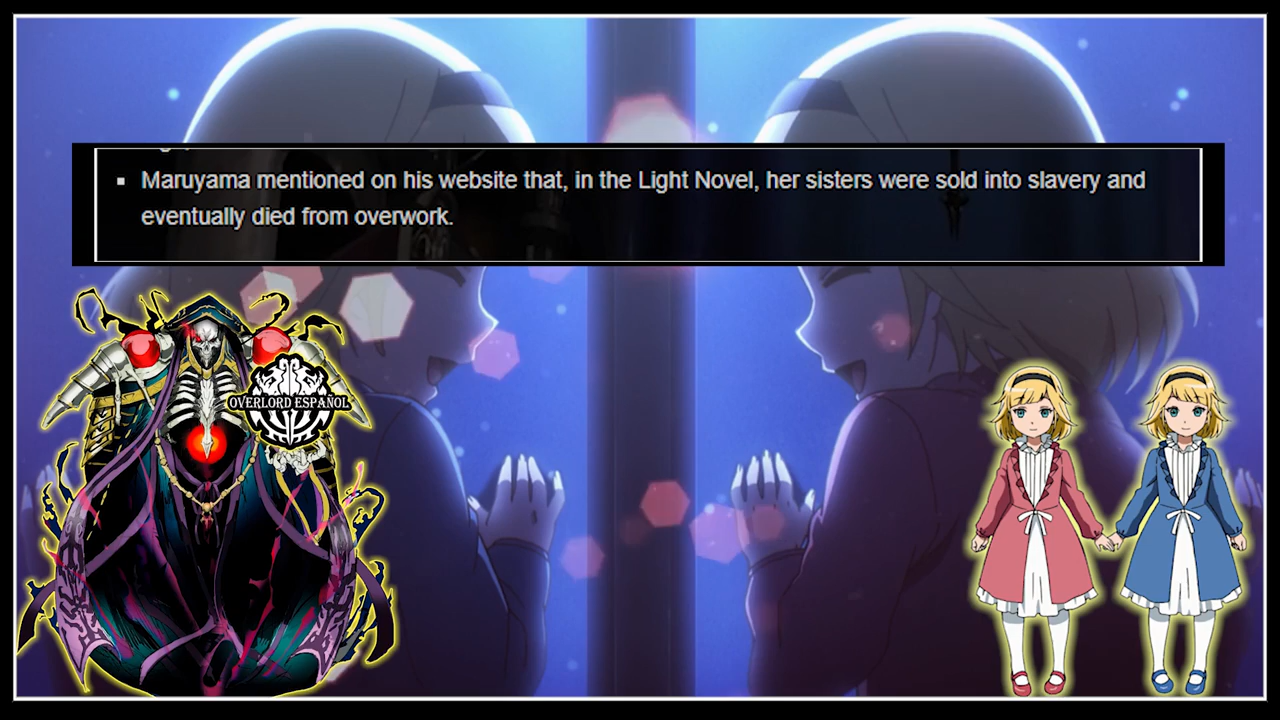 Maruyama mentioned on his website that, in the Light Novel, her sisters were sold into slavery and
eventually died from overwork.
OVERLORD ESPAÑOL